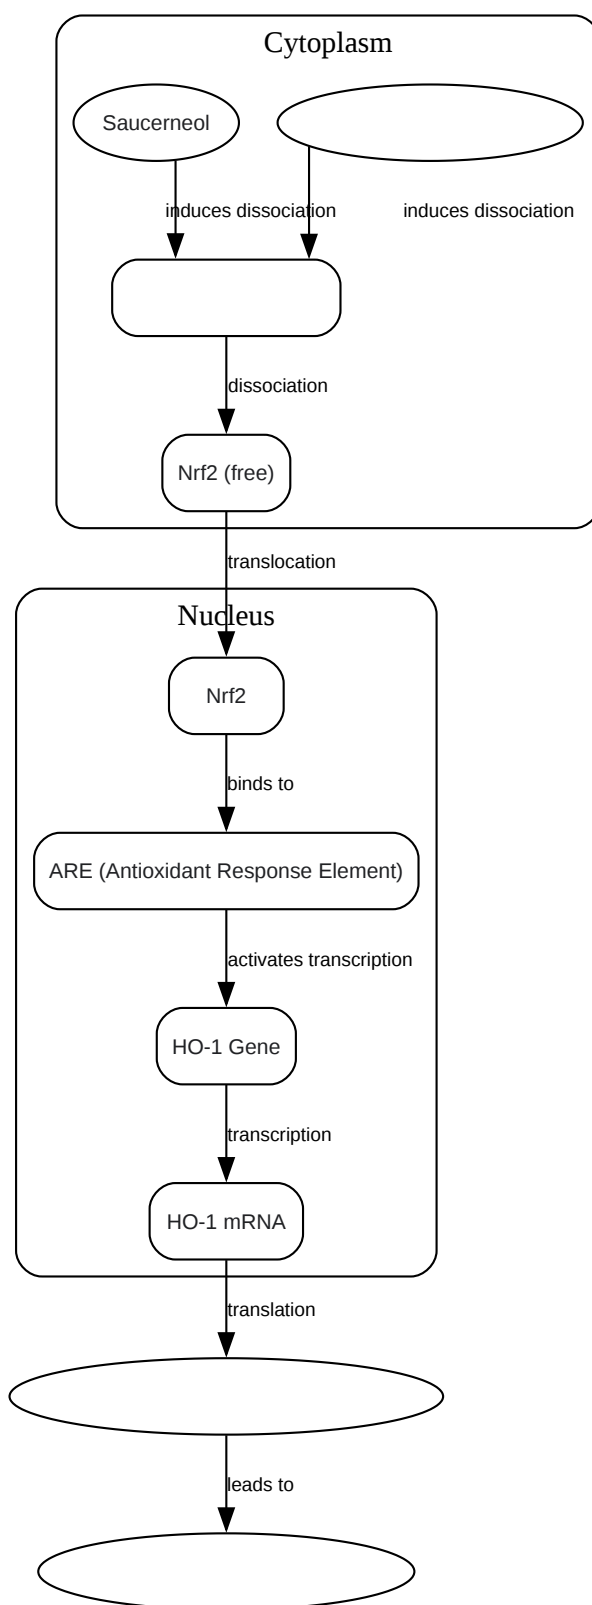 Cytoplasm
Saucerneol
induces dissociation
induces dissociation
dissociation
Nrf2 (free)
translocation
Nucleus
Nrf2
binds to
ARE (Antioxidant Response Element)
activates transcription
HO-1 Gene
transcription
HO-1 mRNA
translation
leads to